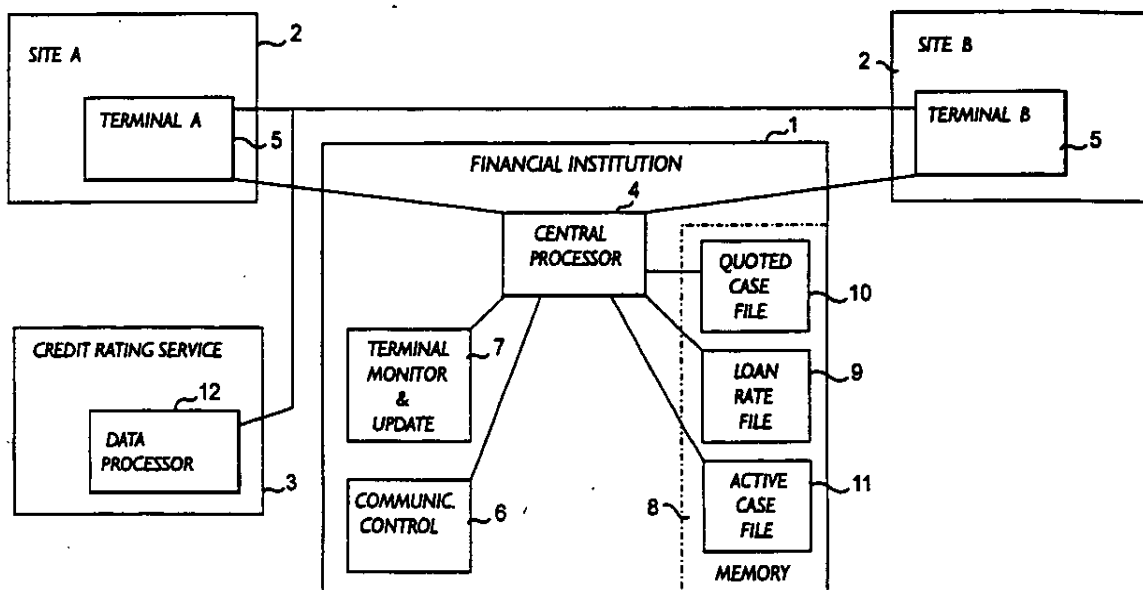 SITE A
2
TERMINAL A
5
SITE B
2
TERMINAL B
5
1
FINANCIAL INSTITUTION
4
CENTRAL
PROCESSOR
QUOTED
CASE
FILE
10
CREDIT RATING SERVICE
12
DATA
PROCESSOR
3
TERMINAL
MONITOR
&
UPDATE
7
LOAN
RATE
FILE
9
COMMUNIC.
CONTROL
6
8
ACTIVE
CASE
FILE
11
MEMORY